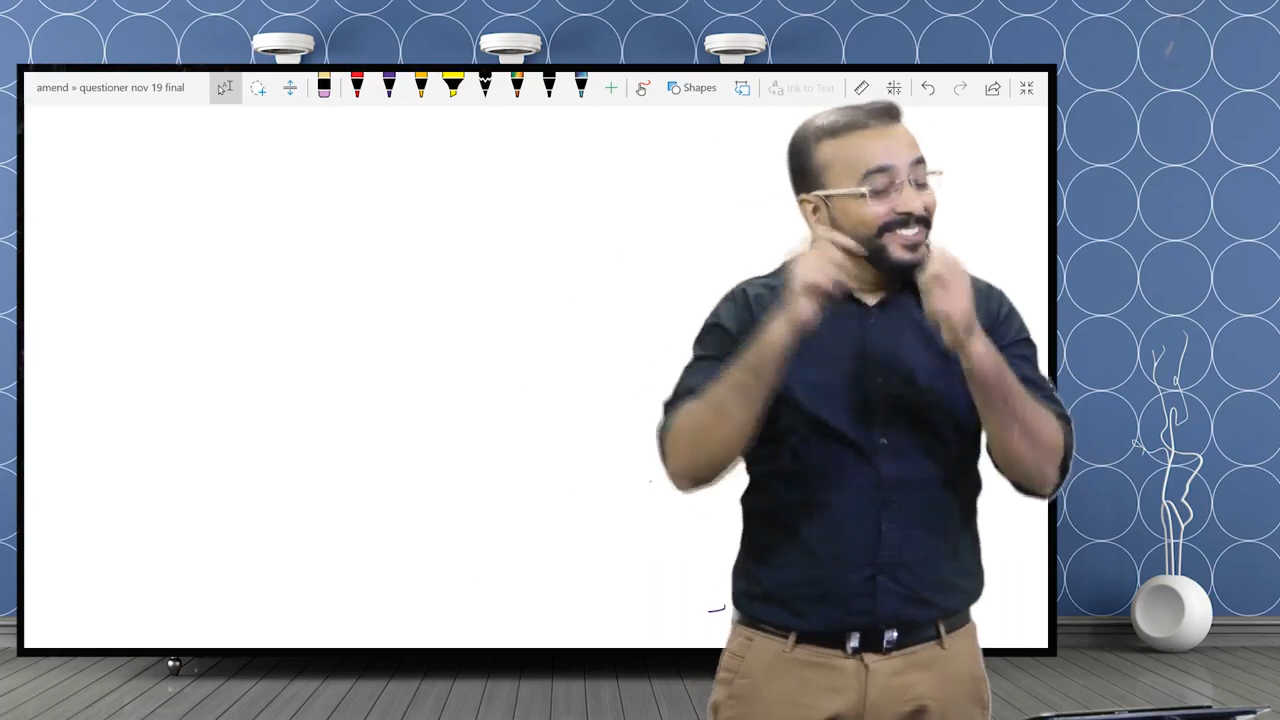 amend » questioner nov 19 final
Shapes
Ink to Text